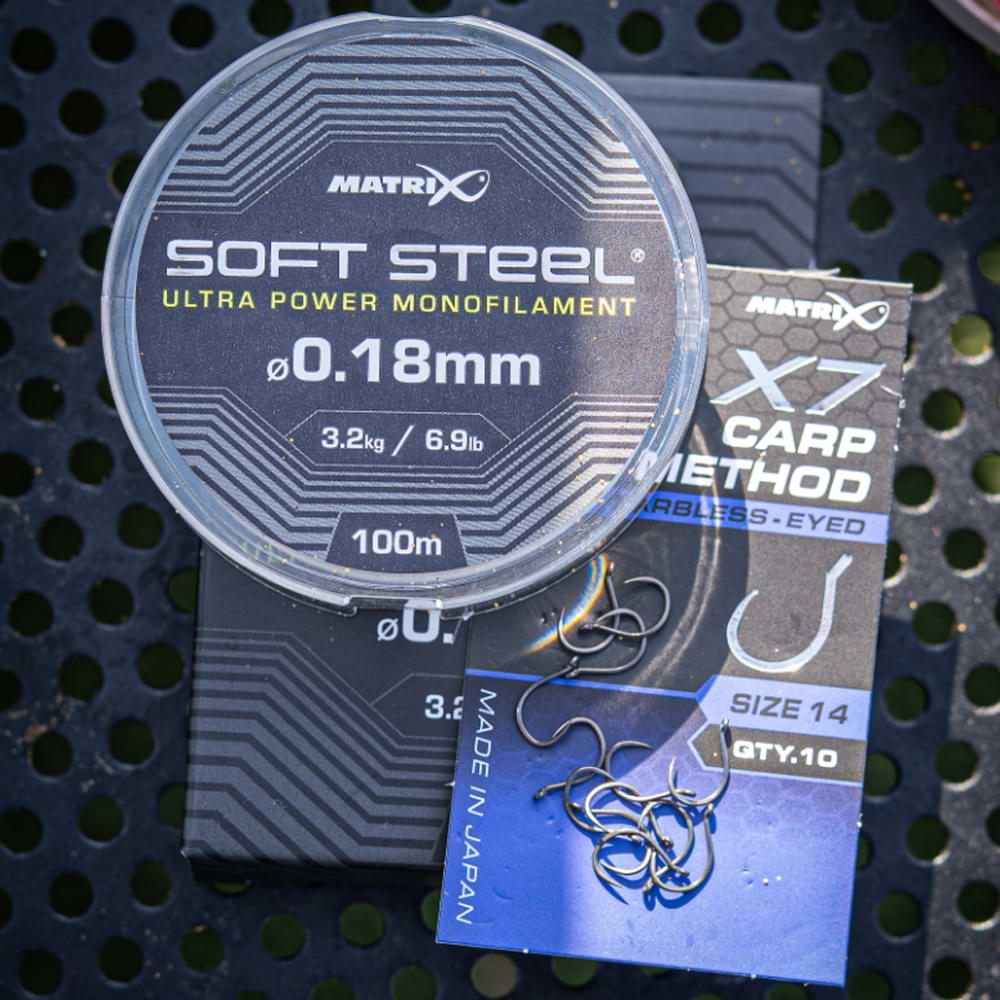 MATRIX
SOFT STEEL®
ULTRA POWER MONOFILAMENT
ø0.18mm
3.2kg / 6.9lb
100m
ø0.
3.2
MATRIX
X7
CARP
METHOD
ARBLESS - EYED
SIZE 14
QTY.10
MADE IN JAPAN